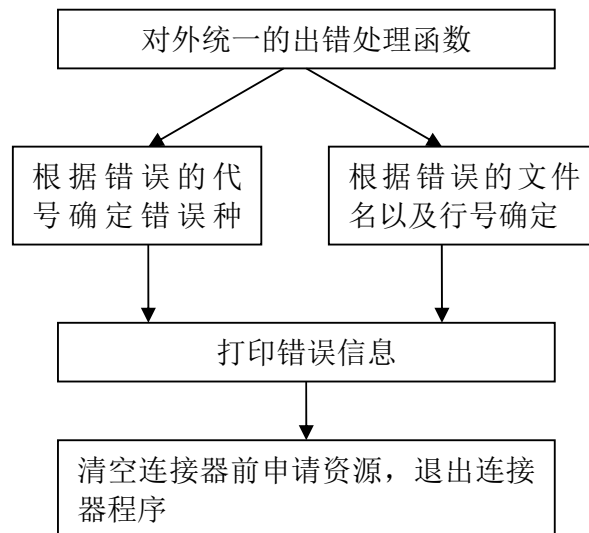 对外统一的出错处理函数
根据错误的代
号确定错误种
根据错误的文件
名以及行号确定
打印错误信息
清空连接器前申请资源，退出连接
器程序